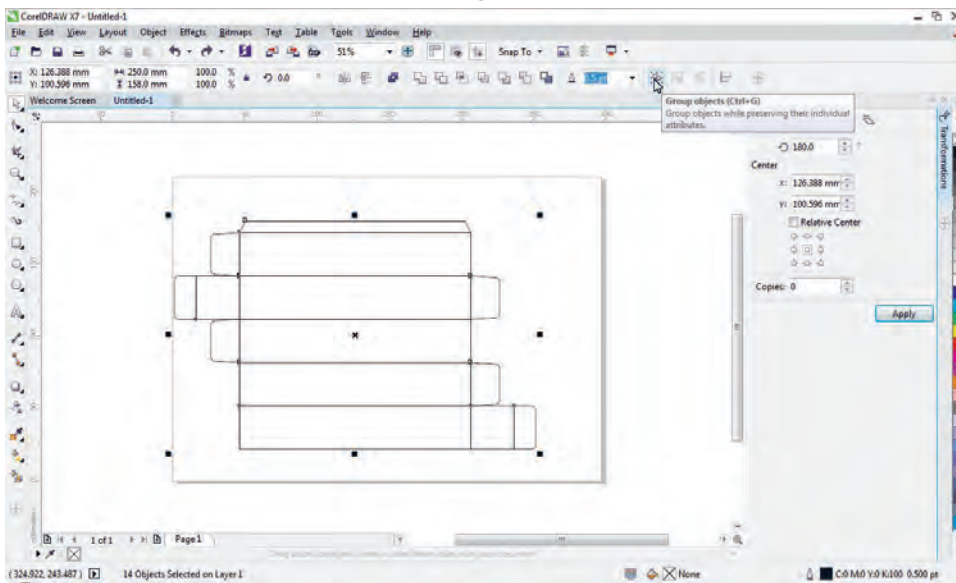 CorelDRAW X7 - Untitled-1
File Edit View Layout Object Effects Bitmaps Text Table Tools Window Help
51% Snap To
X: 126.388 mm 250.0 mm 100.0 % 0.0 °
Y: 100.596 mm 158.0 mm 100.0 %
Welcome Screen Untitled-1
Group objects (Ctrl+G)
Group objects while preserving their individual
attributes.
Transformations
180.0 °
Center
x: 126.388 mm
y: 100.596 mm
Relative Center
Copies: 0
Apply
1 of 1 Page 1
(324.922, 243.487) 14 Objects Selected on Layer 1 None C:0 M:0 Y:0 K:100 0.500 pt